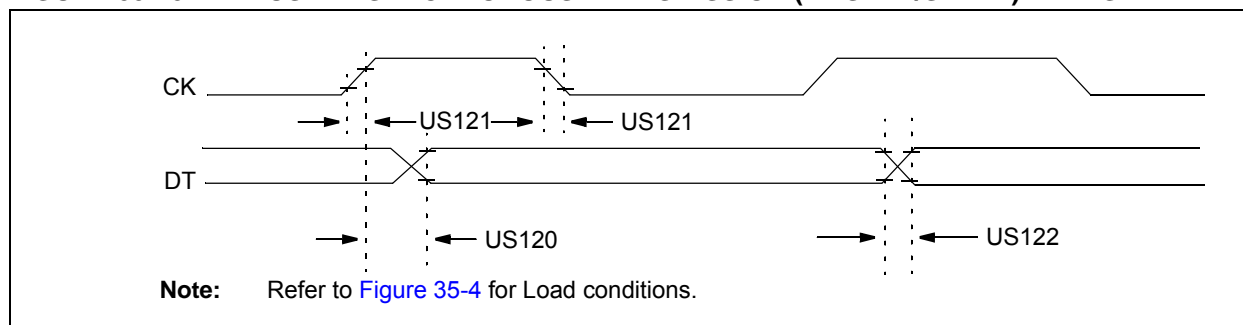 CK
US121
US121
DT
US120
US122
Note: Refer to Figure 35-4 for Load conditions.